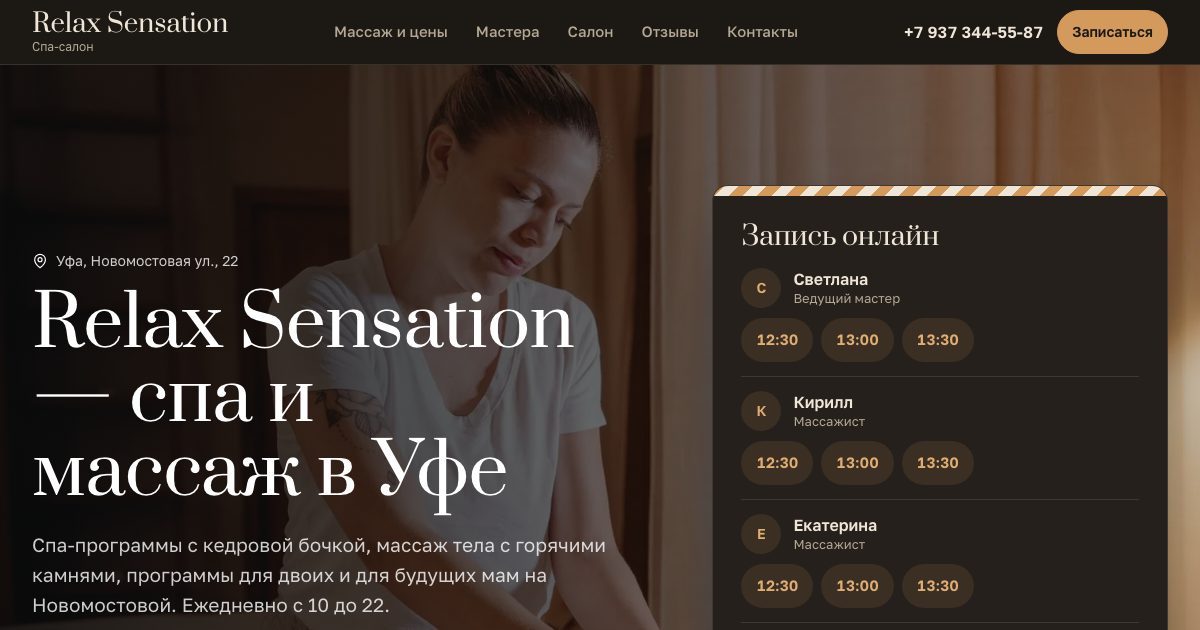 Relax Sensation
Спа-салон
Массаж и цены
Мастера
Салон
Отзывы
Контакты
+7 937 344-55-87
Записаться
Уфа, Новомостовая ул., 22
Relax Sensation
— спа и
массаж в Уфе
Спа-программы с кедровой бочкой, массаж тела с горячими
камнями, программы для двоих и для будущих мам на
Новомостовой. Ежедневно с 10 до 22.
Запись онлайн
С
Светлана
Ведущий мастер
12:30 13:00 13:30
К
Кирилл
Массажист
12:30 13:00 13:30
Е
Екатерина
Массажист
12:30 13:00 13:30